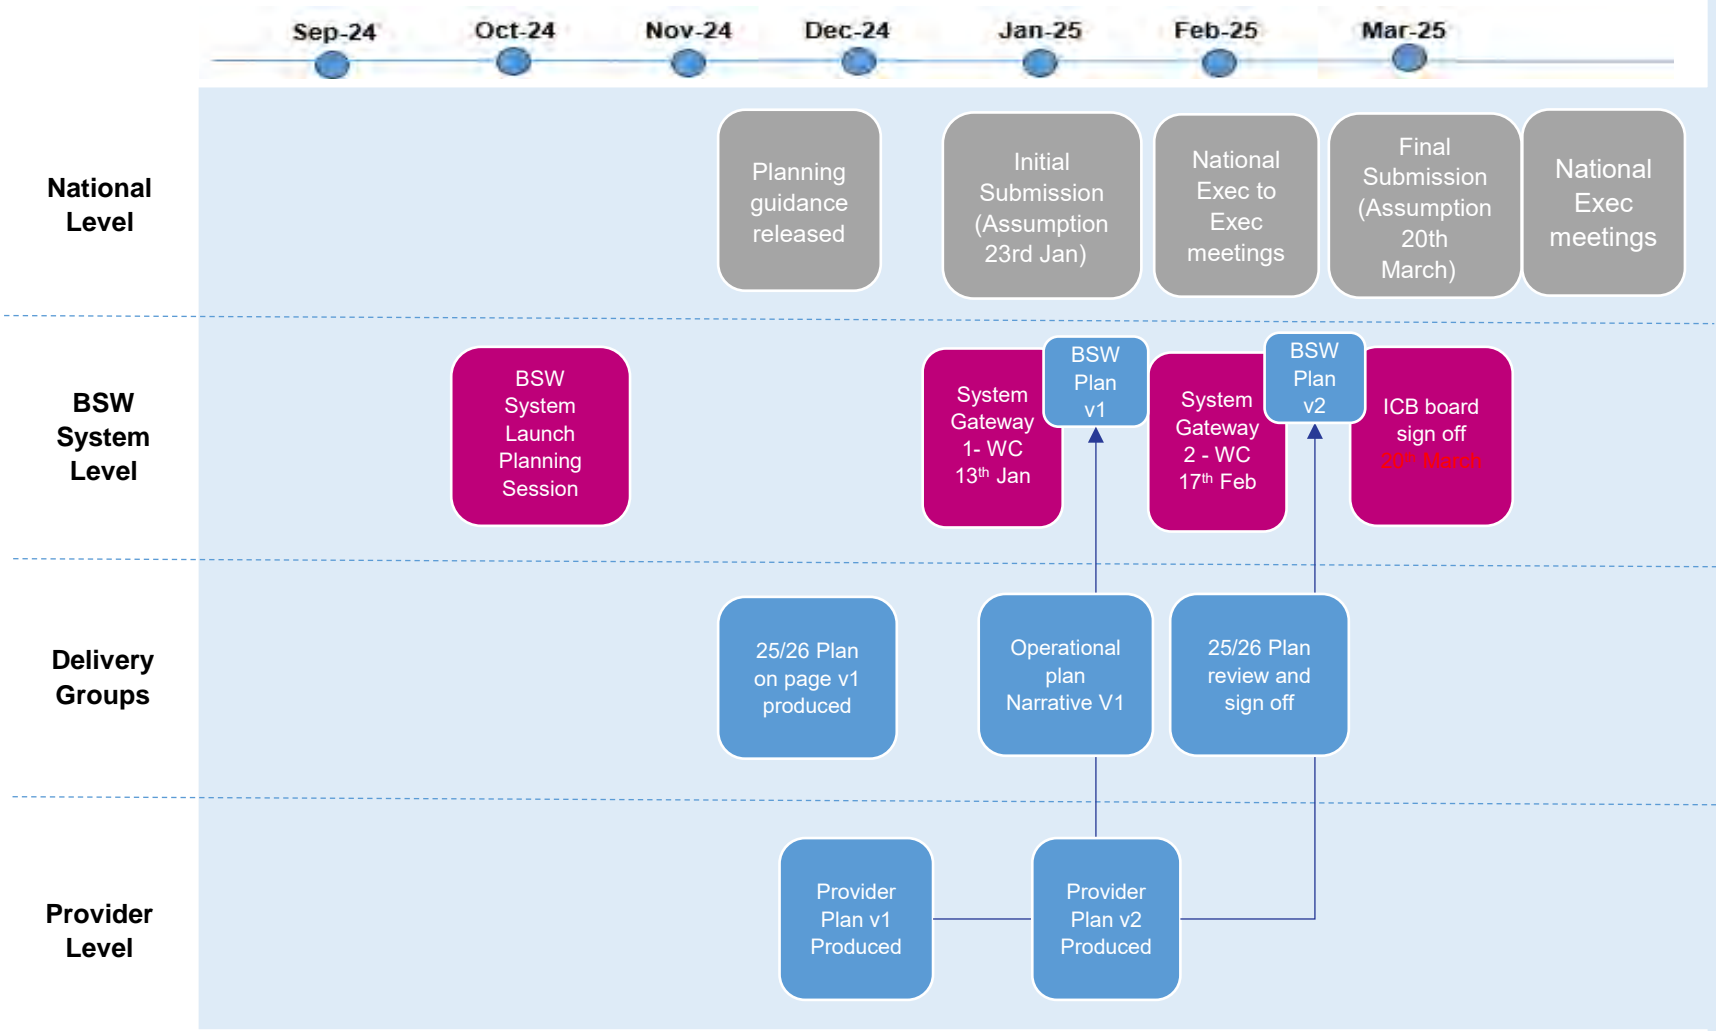 Sep-24
Oct-24
Nov-24
Dec-24
Jan-25
Feb-25
Mar-25
National
Level
Planning
guidance
released
Initial
Submission
(Assumption
23rd Jan)
National
Exec to
Exec
meetings
Final
Submission
(Assumption
20th
March)
National
Exec
meetings
BSW
System
Level
BSW
System
Launch
Planning
Session
System
Gateway
1- WC
13th Jan
BSW
Plan
v1
System
Gateway
2 - WC
17th Feb
BSW
Plan
v2
ICB board
sign off
20th March
Delivery
Groups
25/26 Plan
on page v1
produced
Operational
plan
Narrative V1
25/26 Plan
review and
sign off
Provider
Level
Provider
Plan v1
Produced
Provider
Plan v2
Produced